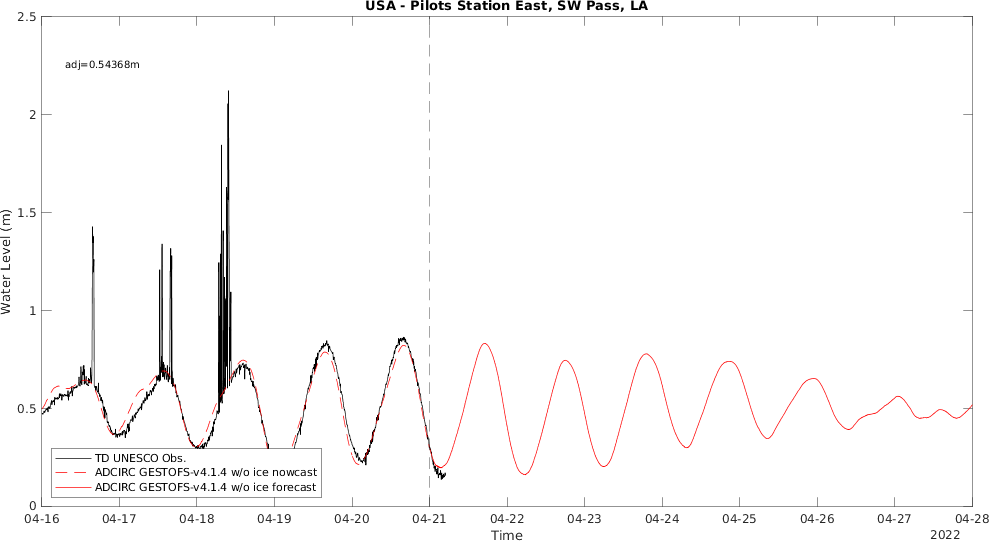 USA - Pilots Station East, SW Pass, LA
2.5
adj=0.54368m
2
1.5
Water Level (m)
1
0.5
TD UNESCO Obs.
ADCIRC GESTOFS-v4.1.4 w/o ice nowcast
ADCIRC GESTOFS-v4.1.4 w/o ice forecast
0
04-16 04-17 04-18 04-19 04-20 04-21 04-22 04-23 04-24 04-25 04-26 04-27 04-28
Time 2022